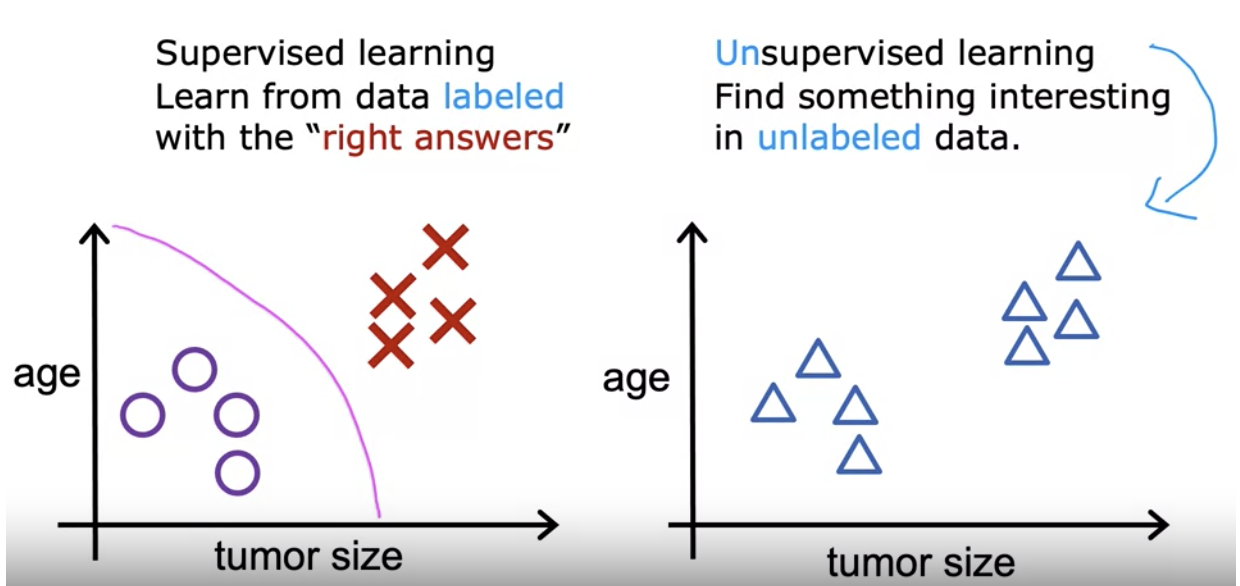 Supervised learning
Learn from data labeled
with the “right answers”
age
tumor size
Unsupervised learning
Find something interesting
in unlabeled data.
age
tumor size